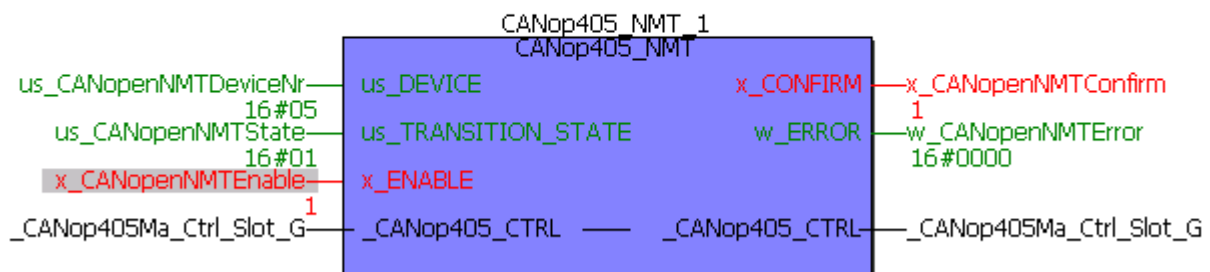 CANop405_NMT_1
CANop405_NMT
us_CANopenNMTDeviceNr us_DEVICE x_CONFIRM x_CANopenNMTConfirm
16#05 1
us_CANopenNMTState us_TRANSITION_STATE w_ERROR w_CANopenNMTError
16#01 16#0000
x_CANopenNMTEnable x_ENABLE
1
_CANop405Ma_Ctrl_Slot_G _CANop405_CTRL _CANop405_CTRL _CANop405Ma_Ctrl_Slot_G